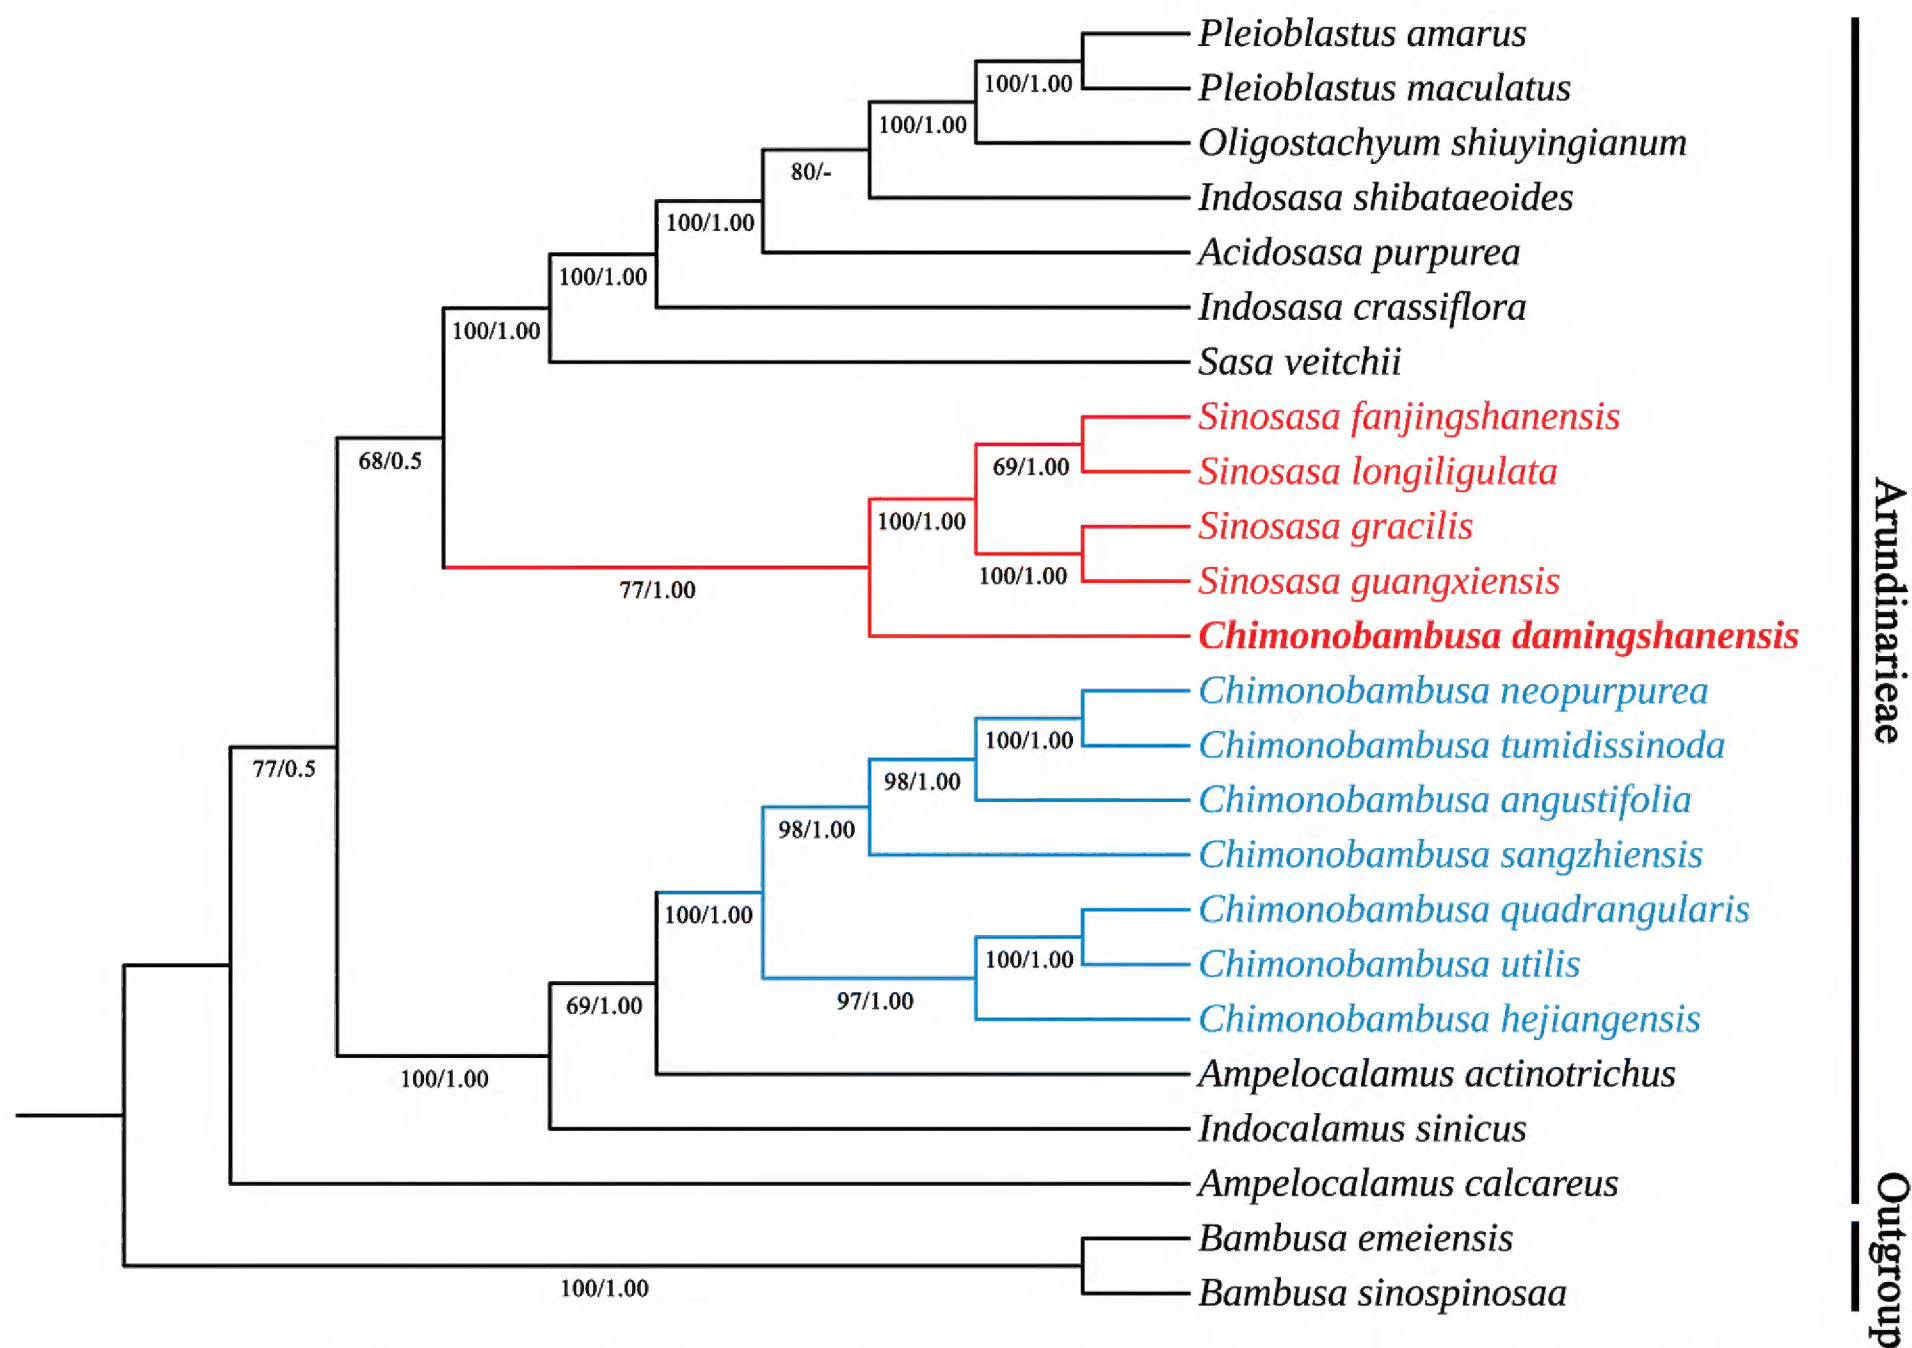 Pleioblastus amarus
100/1.00
Pleioblastus maculatus
100/1.00
Oligostachyum shiuyingianum
80/-
Indosasa shibataeoides
100/1.00
Acidosasa purpurea
100/1.00
Indosasa crassiflora
100/1.00
Sasa veitchii
Sinosasa fanjingshanensis
68/0.5
69/1.00
Sinosasa longiligulata
100/1.00
Sinosasa gracilis
100/1.00
Sinosasa guangxiensis
77/1.00
Chimonobambusa damingshanensis
Arundinarieae
Chimonobambusa neopurpurea
100/1.00
Chimonobambusa tumidissinoda
77/0.5
98/1.00
Chimonobambusa angustifolia
98/1.00
Chimonobambusa sangzhiensis
100/1.00
Chimonobambusa quadrangularis
100/1.00
Chimonobambusa utilis
97/1.00
69/1.00
Chimonobambusa hejiangensis
100/1.00
Ampelocalamus actinotrichus
Indocalamus sinicus
Ampelocalamus calcareus
Bambusa emeiensis
Outgroup
100/1.00
Bambusa sinospinosaa